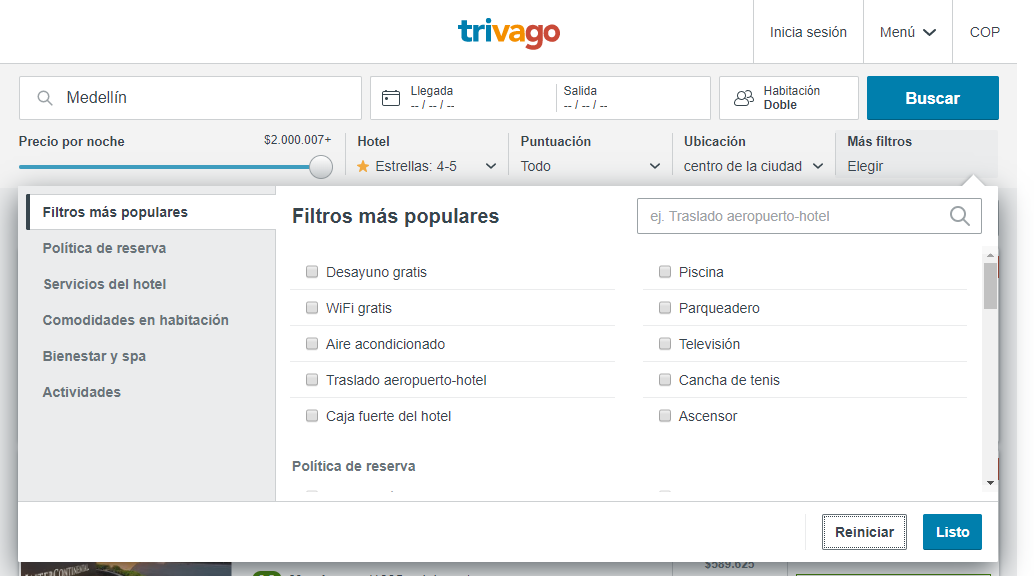 trivago
Inicia sesión
Menú
COP
Medellín
Llegada
-- / -- / --
Salida
-- / -- / --
Habitación
Doble
Buscar
Precio por noche
$2.000.007+
Hotel
Estrellas: 4-5
Puntuación
Todo
Ubicación
centro de la ciudad
Más filtros
Elegir
Filtros más populares
Política de reserva
Servicios del hotel
Comodidades en habitación
Bienestar y spa
Actividades
Filtros más populares
ej. Traslado aeropuerto-hotel
Desayuno gratis
Piscina
WiFi gratis
Parqueadero
Aire acondicionado
Televisión
Traslado aeropuerto-hotel
Cancha de tenis
Caja fuerte del hotel
Ascensor
Política de reserva
Reiniciar
Listo
INTERCONTINENTAL
$589.625